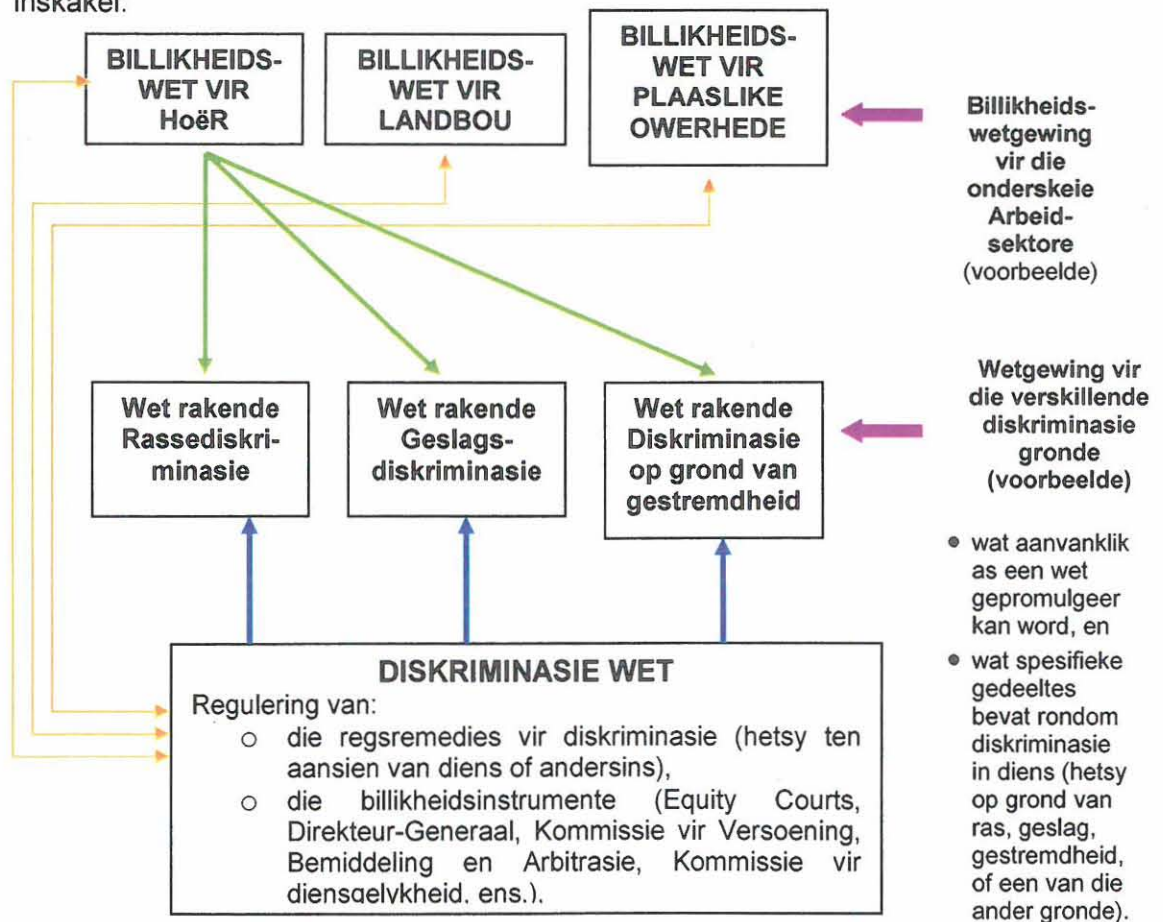 inskakel.
BILLIKHEIDS-
WET VIR
HoëR
BILLIKHEIDS-
WET VIR
LANDBOU
BILLIKHEIDS-
WET VIR
PLAASLIKE
OWERHEDE
Billikheids-
wetgewing
vir die
onderskeie
Arbeid-
sektore
(voorbeelde)
Wet rakende
Rassediskri-
minasie
Wet rakende
Geslags-
diskriminasie
Wet rakende
Diskriminasie
op grond van
gestremdheid
Wetgewing vir
die verskillende
diskriminasie
gronde
(voorbeelde)
• wat aanvanklik
as een wet
gepromulgeer
kan word, en
• wat spesifieke
gedeeltes
bevat rondom
diskriminasie
in diens (hetsy
op grond van
ras, geslag,
gestremdheid,
of een van die
ander gronde).
DISKRIMINASIE WET
Regulering van:
o die regsremedies vir diskriminasie (hetsy ten
aansien van diens of andersins),
o die billikheidsinstrumente (Equity Courts,
Direkteur-Generaal, Kommissie vir Versoening,
Bemiddeling en Arbitrasie, Kommissie vir
diensgelykheid, ens.).